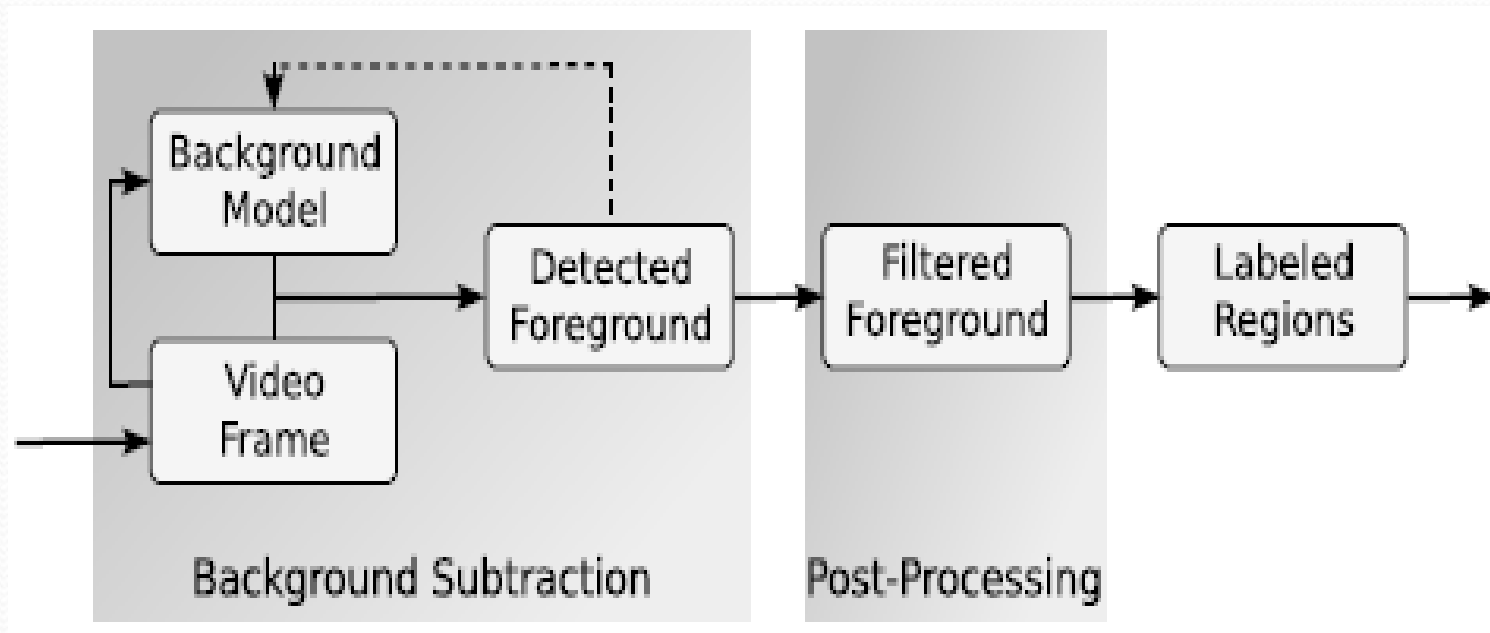 Background
Model
Video
Frame
Detected
Foreground
Filtered
Foreground
Labeled
Regions
Background Subtraction
Post-Processing